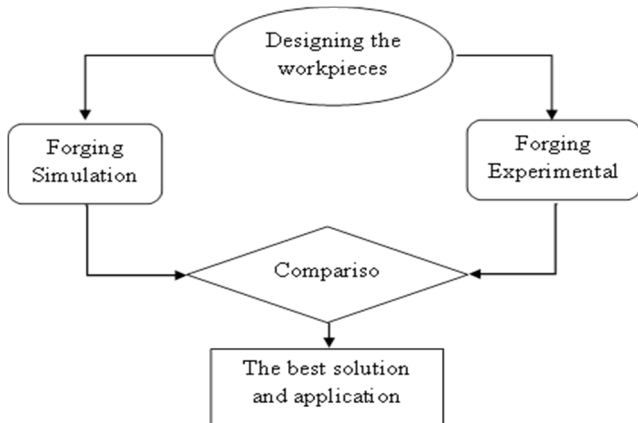 Designing the
workpieces
Forging
Simulation
Forging
Experimental
Compariso
The best solution
and application